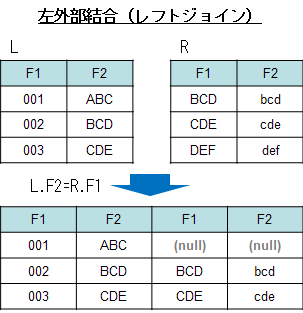 左外部結合（レフトジョイン）
L R
F1 F2 F1 F2
001 ABC BCD bcd
002 BCD CDE cde
003 CDE DEF def
L.F2=R.F1
F1 F2 F1 F2
001 ABC (null) (null)
002 BCD BCD bcd
003 CDE CDE cde